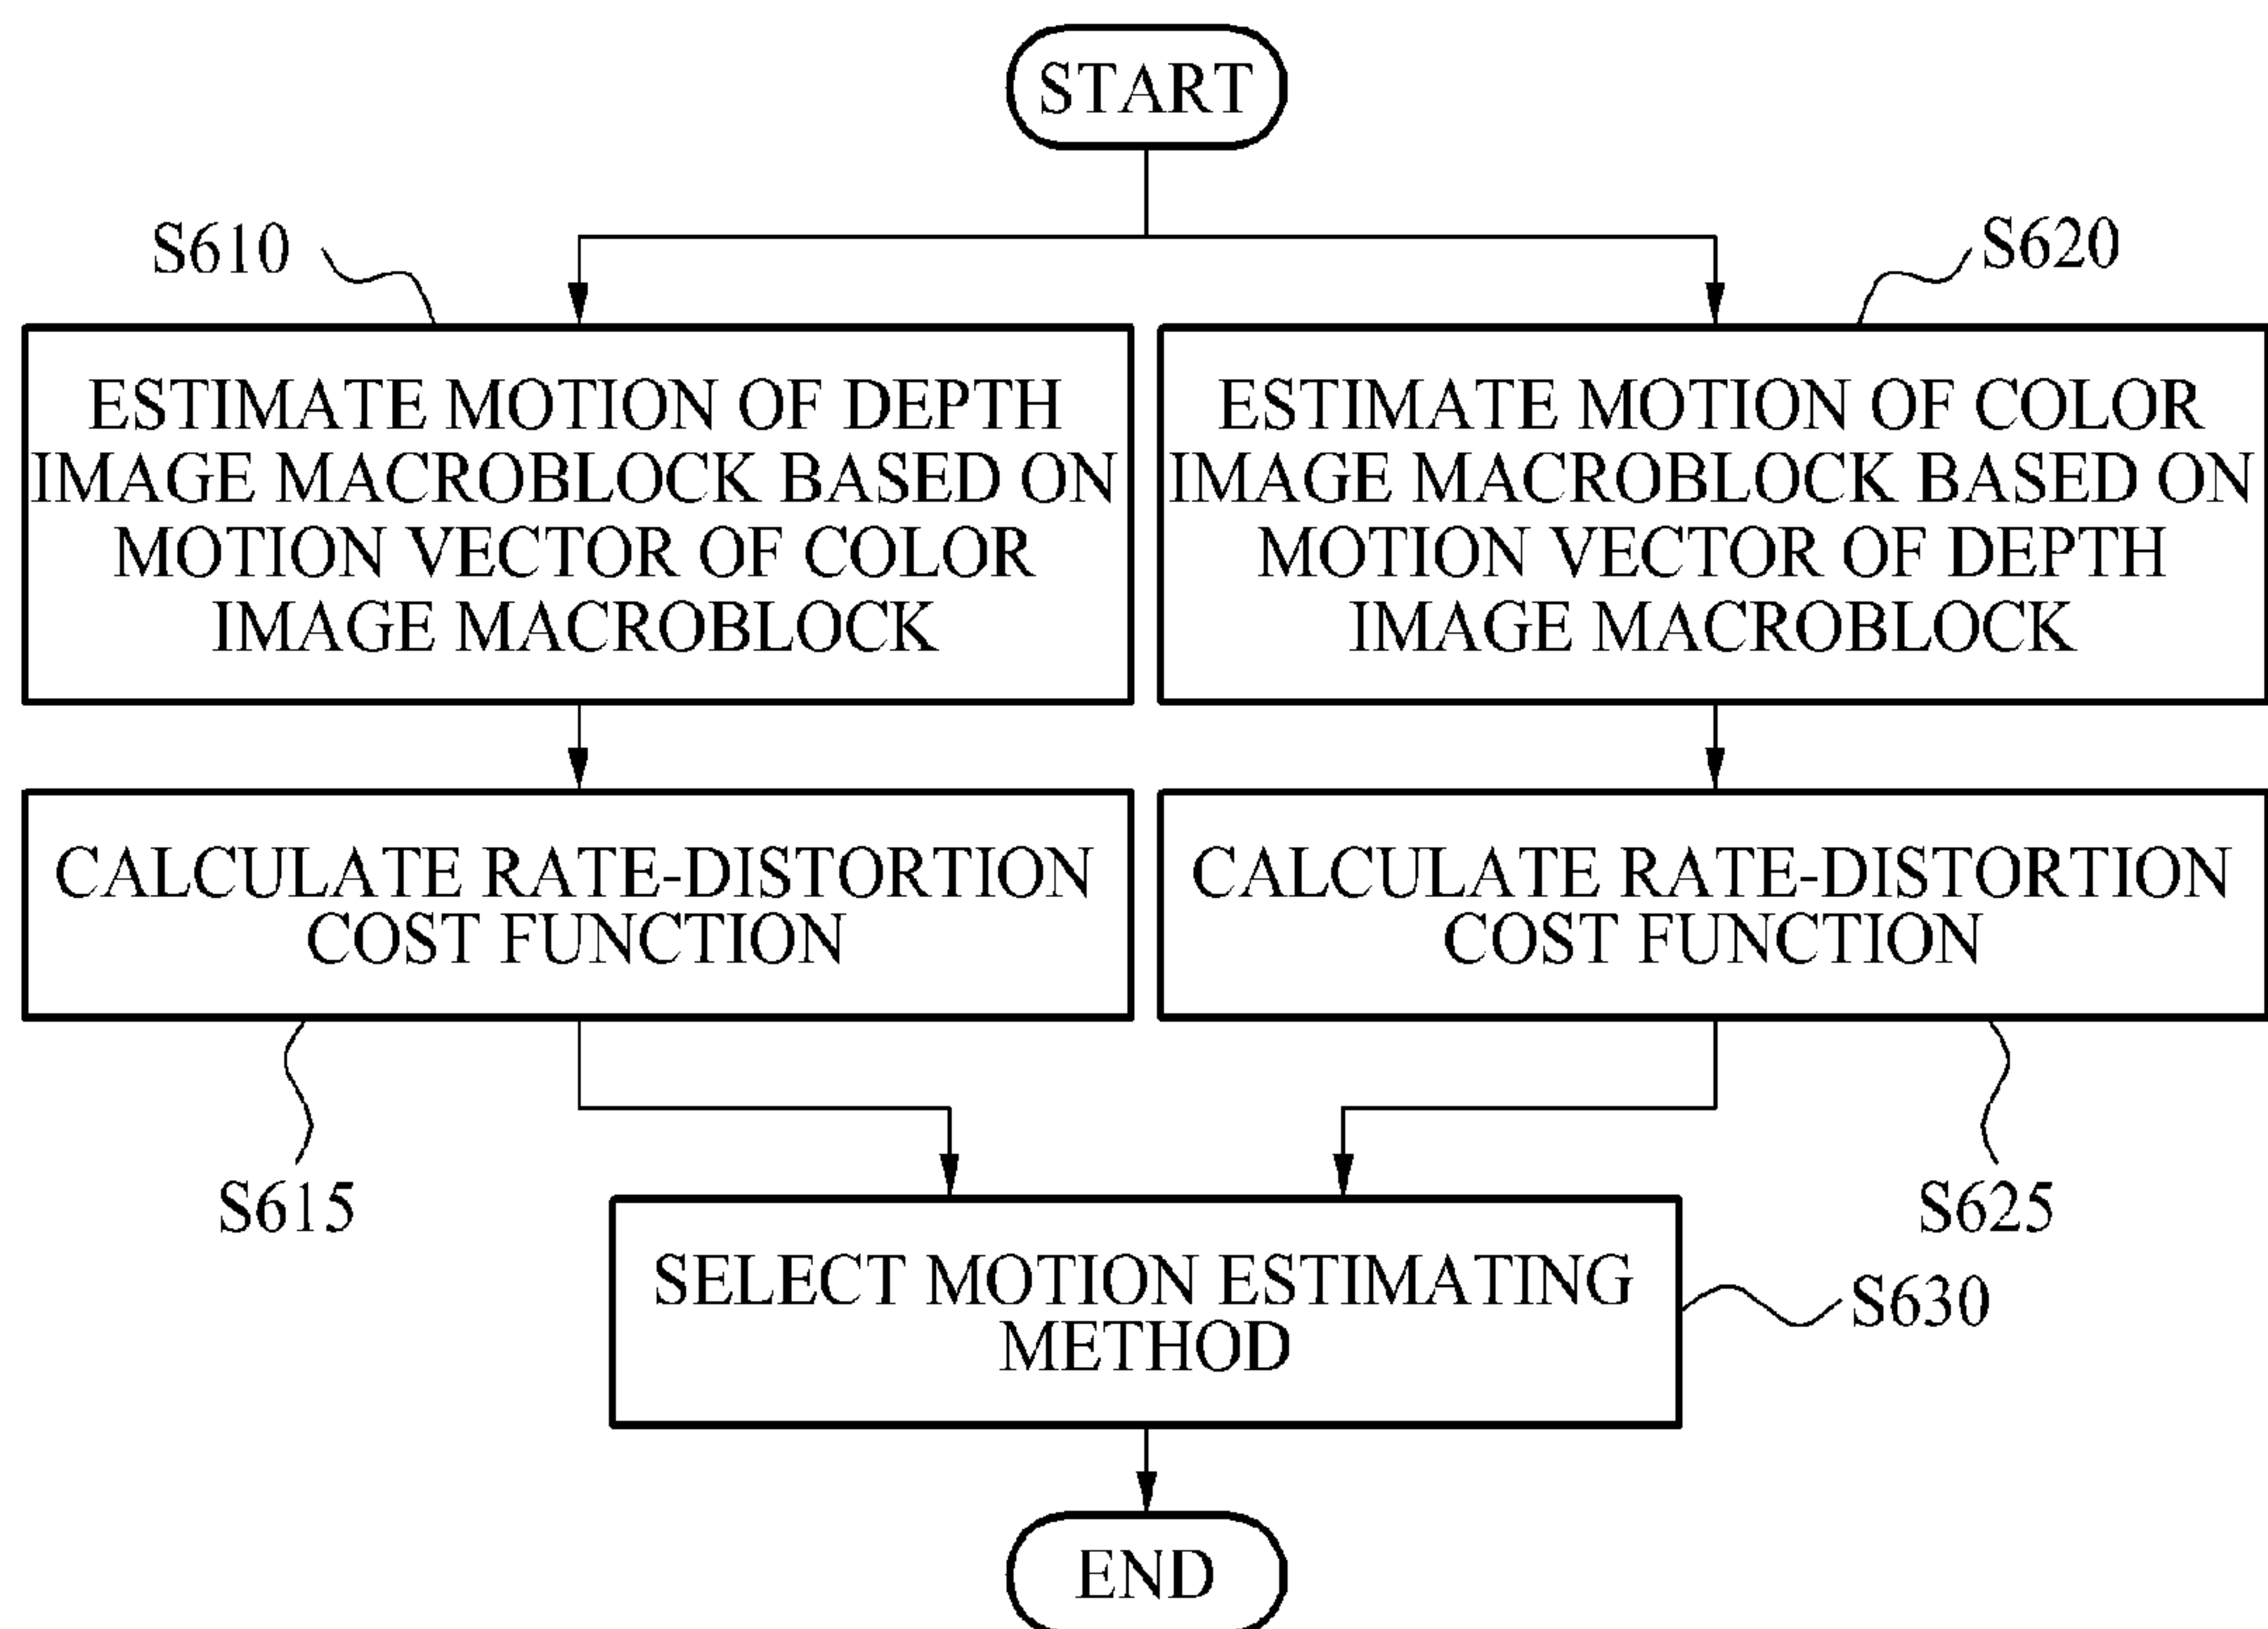 START
S610
S620
ESTIMATE MOTION OF DEPTH
IMAGE MACROBLOCK BASED ON
MOTION VECTOR OF COLOR
IMAGE MACROBLOCK
ESTIMATE MOTION OF COLOR
IMAGE MACROBLOCK BASED ON
MOTION VECTOR OF DEPTH
IMAGE MACROBLOCK
CALCULATE RATE-DISTORTION
COST FUNCTION
CALCULATE RATE-DISTORTION
COST FUNCTION
S615
S625
SELECT MOTION ESTIMATING
METHOD
S630
END